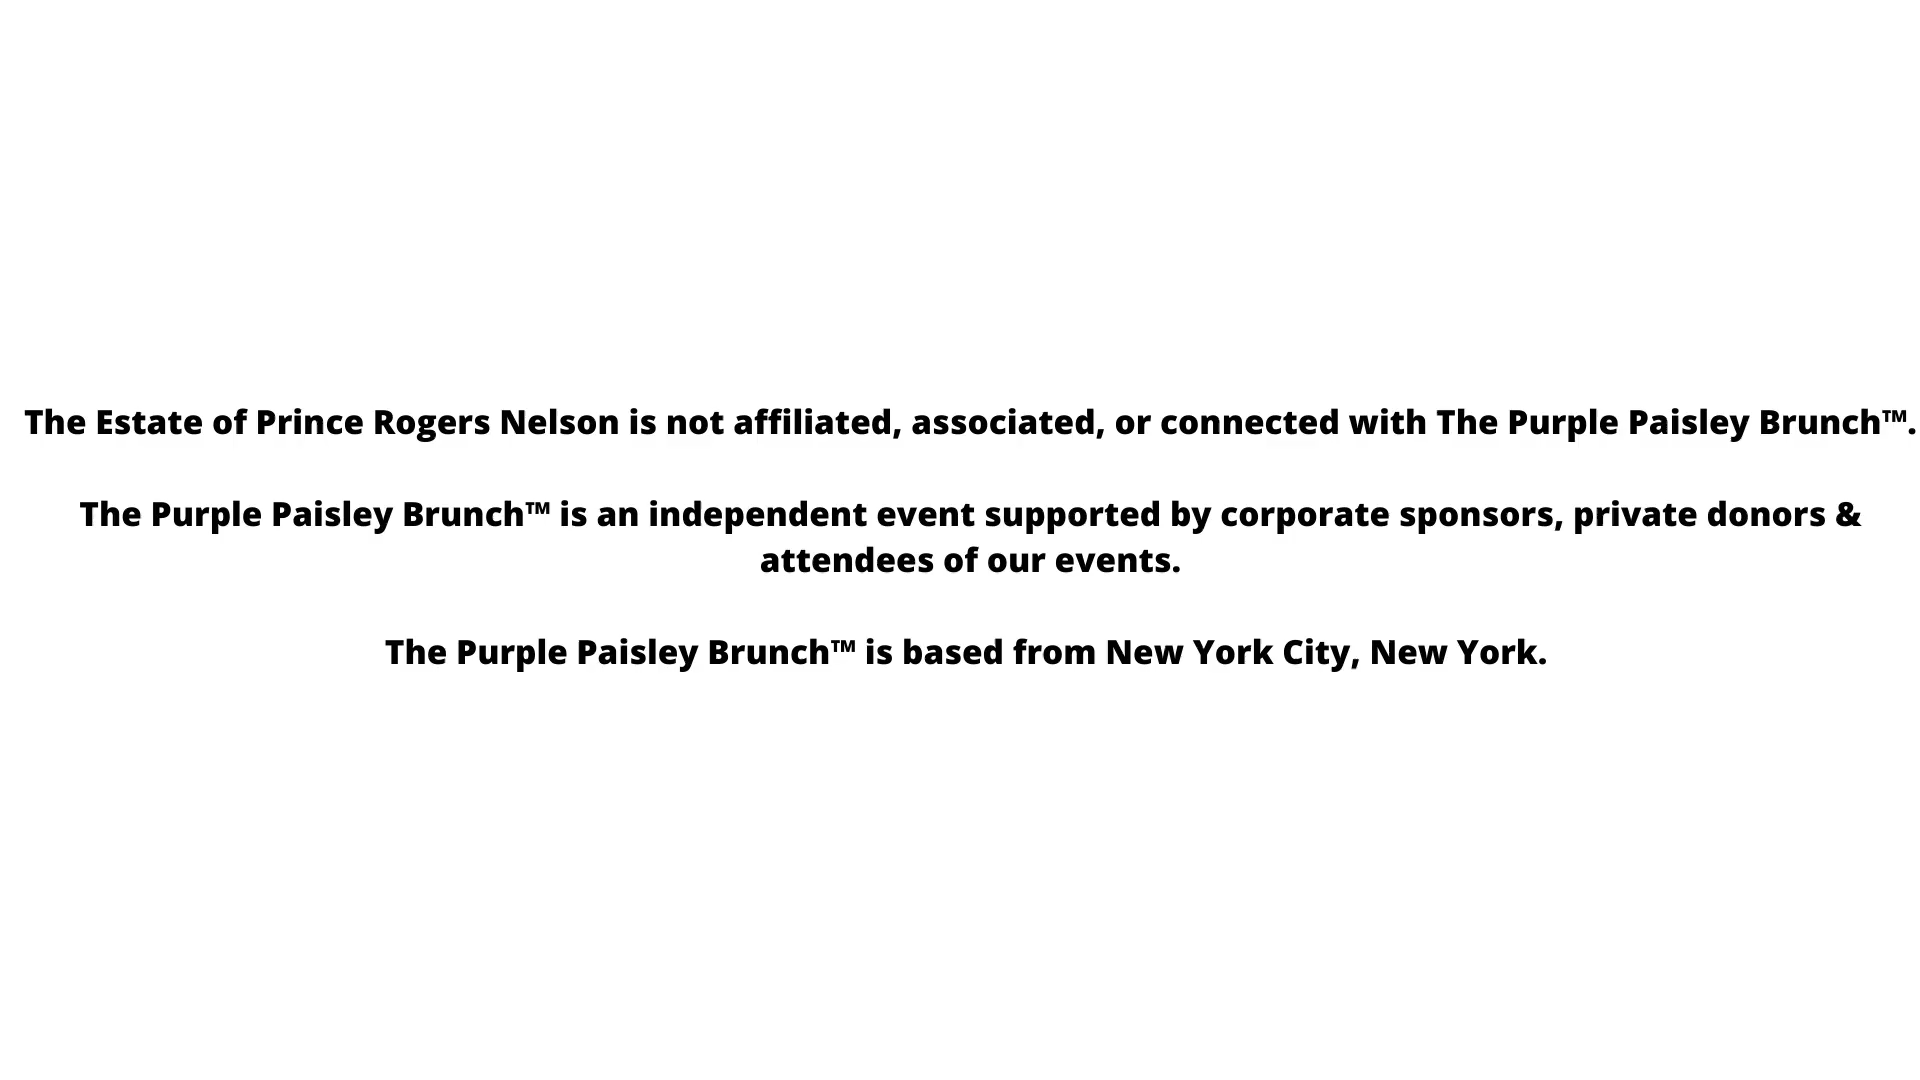 The Estate of Prince Rogers Nelson is not affiliated, associated, or connected with The Purple Paisley Brunch™.
The Purple Paisley Brunch™ is an independent event supported by corporate sponsors, private donors &
attendees of our events.
The Purple Paisley Brunch™ is based from New York City, New York.